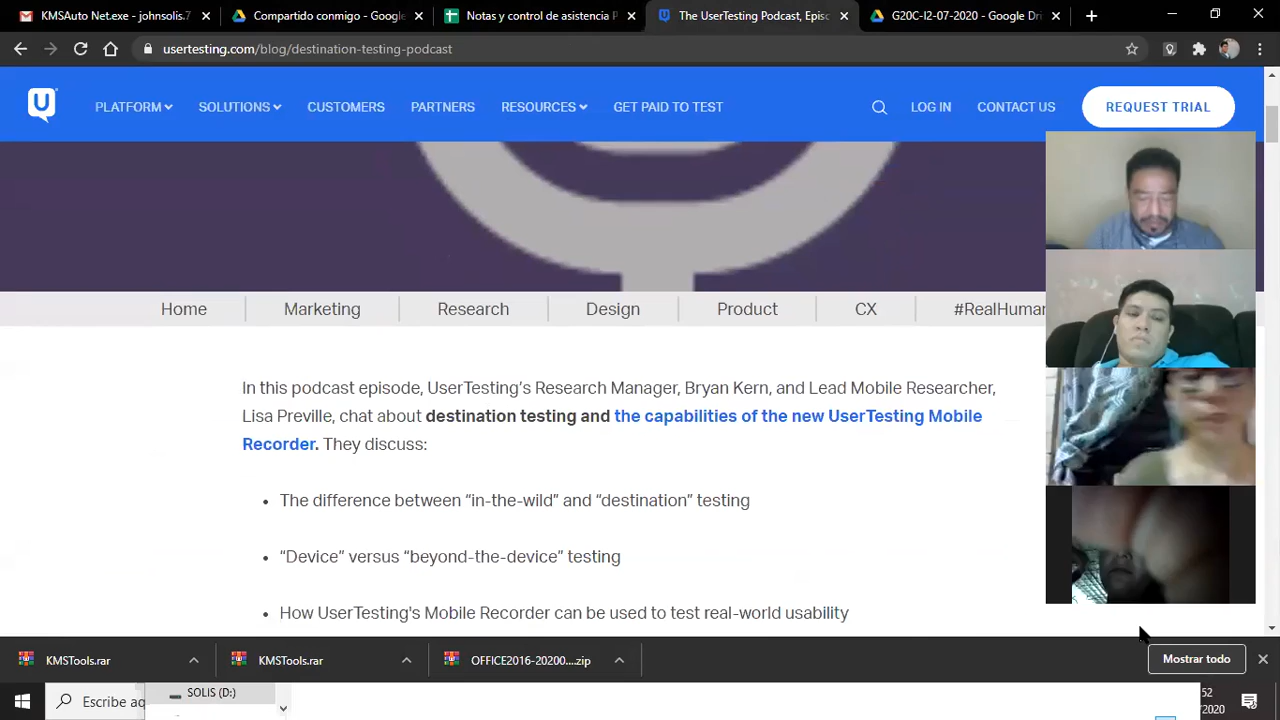 KMSAuto Net.exe - johnsolis.7
Compartido conmigo - Google
Notas y control de asistencia P
The UserTesting Podcast, Episo
G20C-I2-07-2020 - Google Dri
usertesting.com/blog/destination-testing-podcast
U PLATFORM SOLUTIONS CUSTOMERS PARTNERS RESOURCES GET PAID TO TEST LOG IN CONTACT US REQUEST TRIAL
Home Marketing Research Design Product CX #RealHuman
In this podcast episode, UserTesting’s Research Manager, Bryan Kern, and Lead Mobile Researcher,
Lisa Preville, chat about destination testing and the capabilities of the new UserTesting Mobile
Recorder. They discuss:
• The difference between “in-the-wild” and “destination” testing
• “Device” versus “beyond-the-device” testing
• How UserTesting's Mobile Recorder can be used to test real-world usability
KMSTools.rar KMSTools.rar OFFICE2016-20200....zip Mostrar todo
Escribe aq SOLIS (D:) 52
/2020